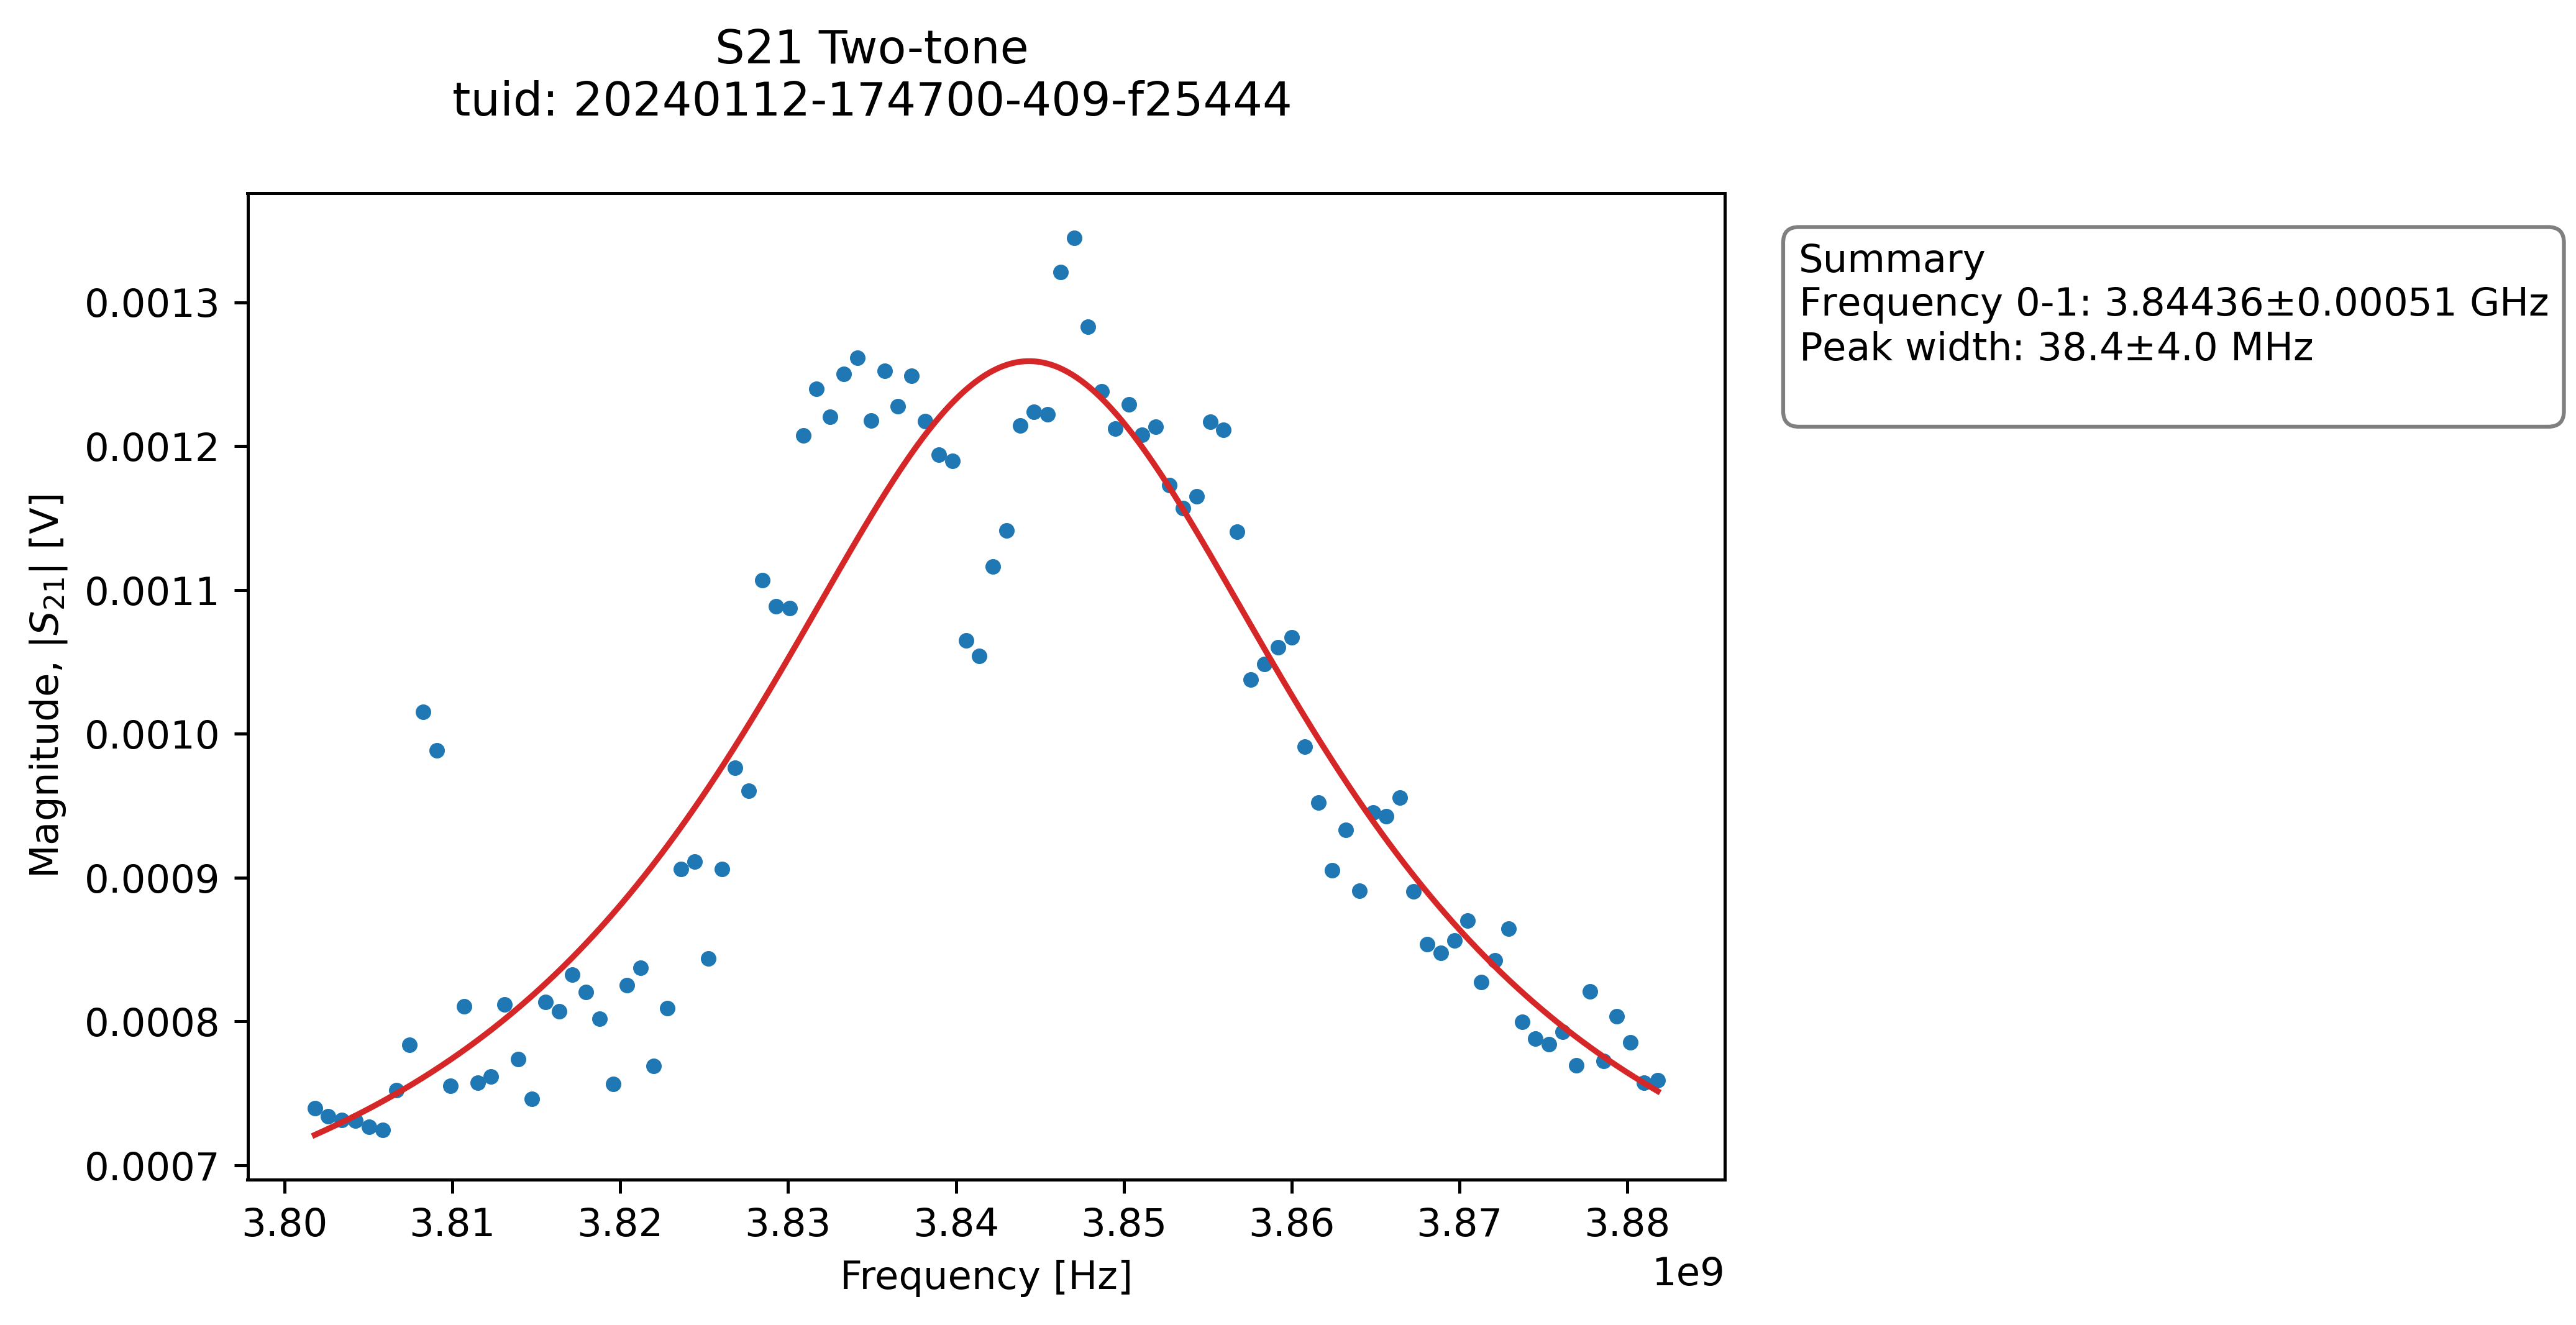 S21 Two-tone
tuid: 20240112-174700-409-f25444
Summary
Frequency 0-1: 3.84436±0.00051 GHz
Peak width: 38.4±4.0 MHz
Magnitude, |S₂₁| [V]
0.0013
0.0012
0.0011
0.0010
0.0009
0.0008
0.0007
3.80 3.81 3.82 3.83 3.84 3.85 3.86 3.87 3.88
Frequency [Hz]
1e9